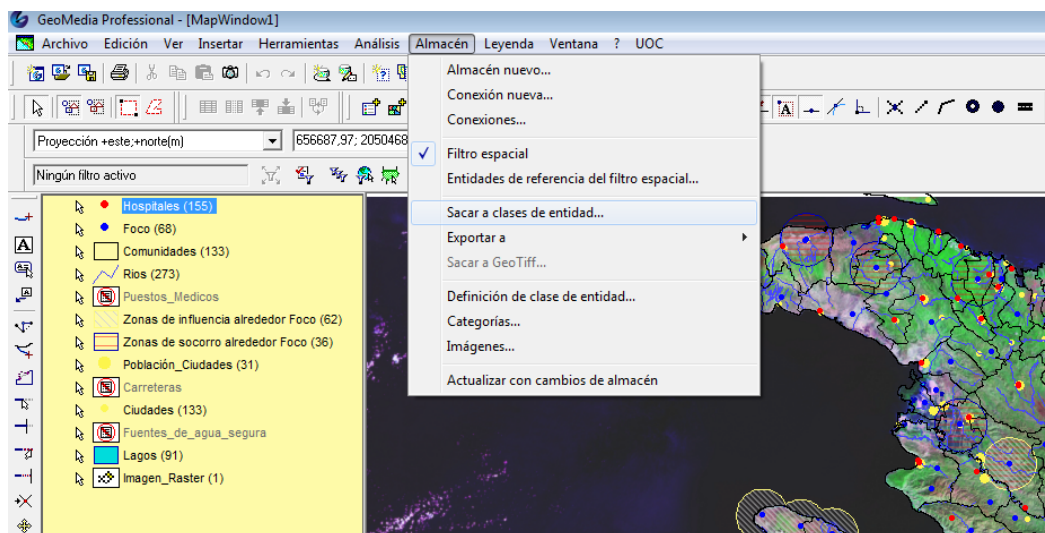 GeoMedia Professional - [MapWindow1]
Archivo Edición Ver Insertar Herramientas Análisis Almacén Leyenda Ventana ? UOC
Almacén nuevo...
Conexión nueva...
Conexiones...
Filtro espacial
Entidades de referencia del filtro espacial...
Sacar a clases de entidad...
Exportar a
Sacar a GeoTiff...
Definición de clase de entidad...
Categorías...
Imágenes...
Actualizar con cambios de almacén
Proyección +este;+norte(m) 656687,97; 2050468
Ningún filtro activo
Hospitales (155)
Foco (68)
Comunidades (133)
Rios (273)
Puestos_Medicos
Zonas de influencia alrededor Foco (62)
Zonas de socorro alrededor Foco (36)
Población_Ciudades (31)
Carreteras
Ciudades (133)
Fuentes_de_agua_segura
Lagos (91)
Imagen_Raster (1)